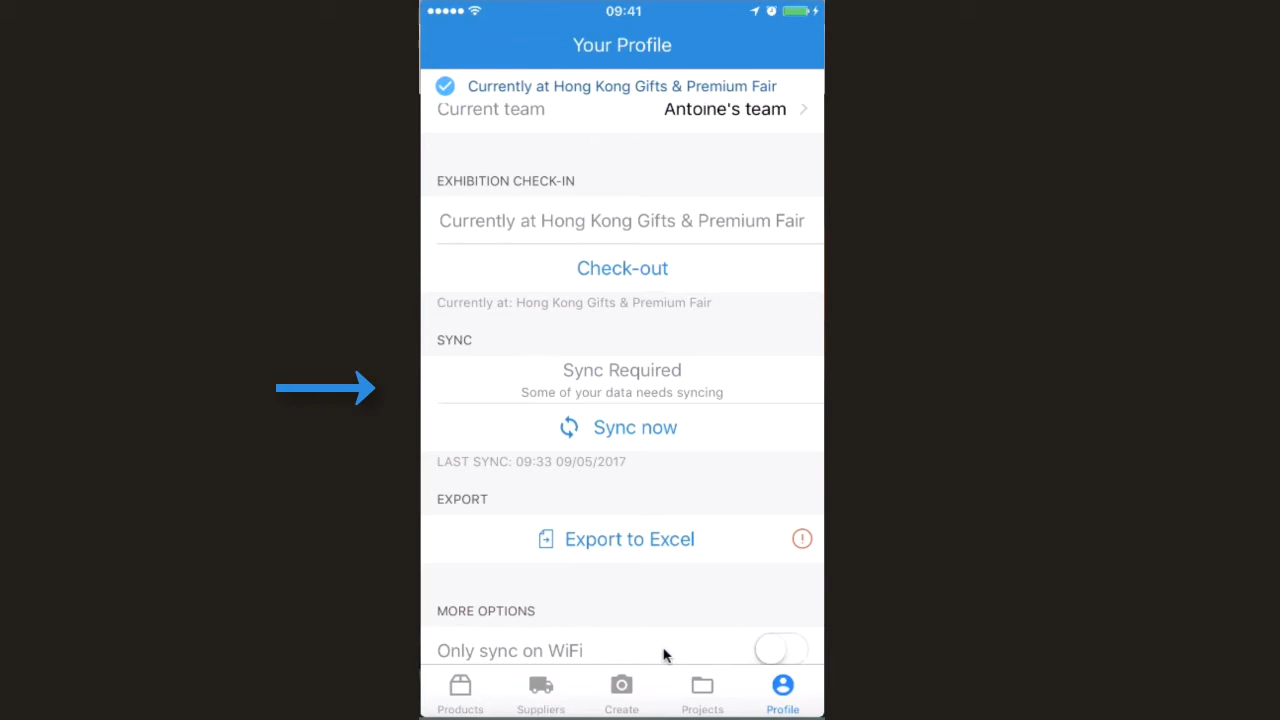 09:41
Your Profile
Currently at Hong Kong Gifts & Premium Fair
Current team Antoine's team
EXHIBITION CHECK-IN
Currently at Hong Kong Gifts & Premium Fair
Check-out
Currently at: Hong Kong Gifts & Premium Fair
SYNC
Sync Required
Some of your data needs syncing
Sync now
LAST SYNC: 09:33 09/05/2017
EXPORT
Export to Excel
MORE OPTIONS
Only sync on WiFi
Products Suppliers Create Projects Profile